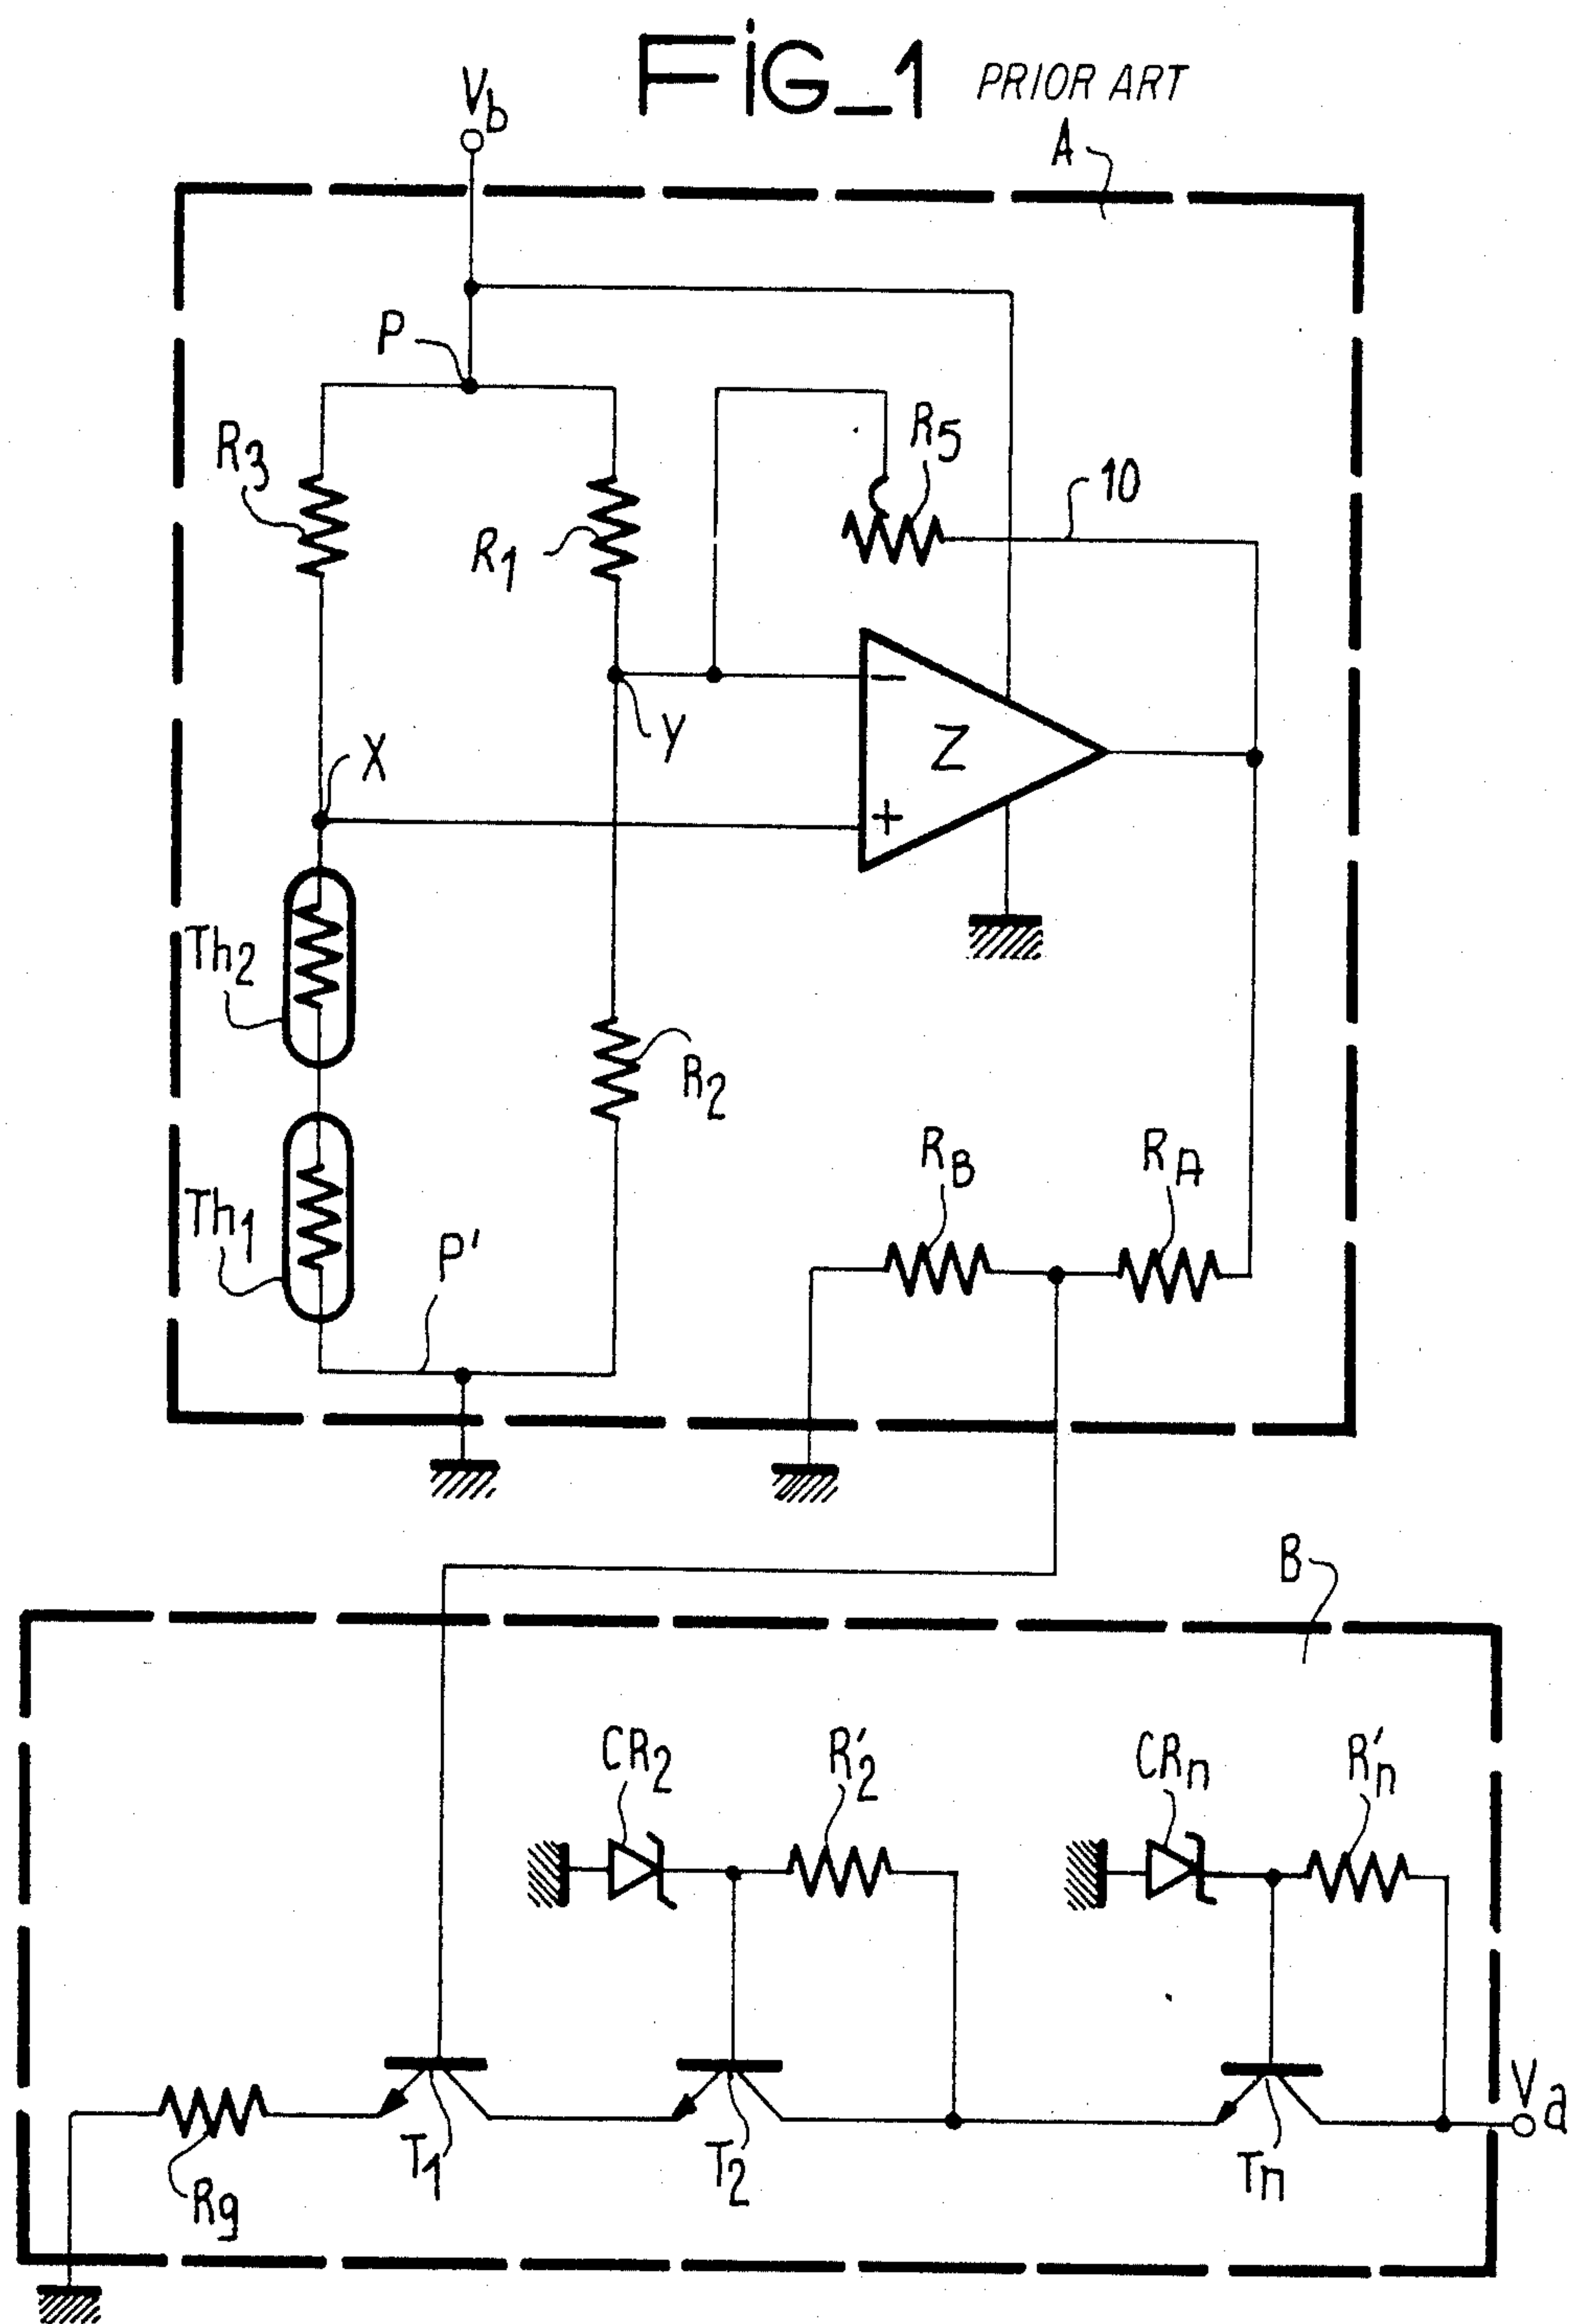 FiG_1 PRIOR ART
Vb
A
P
R3
R5
10
R1
Z
−
+
Y
X
Th2
R2
RB
RA
Th1
P'
B
CR2
R'2
CRn
R'n
Va
T1
T2
Tn
Rg